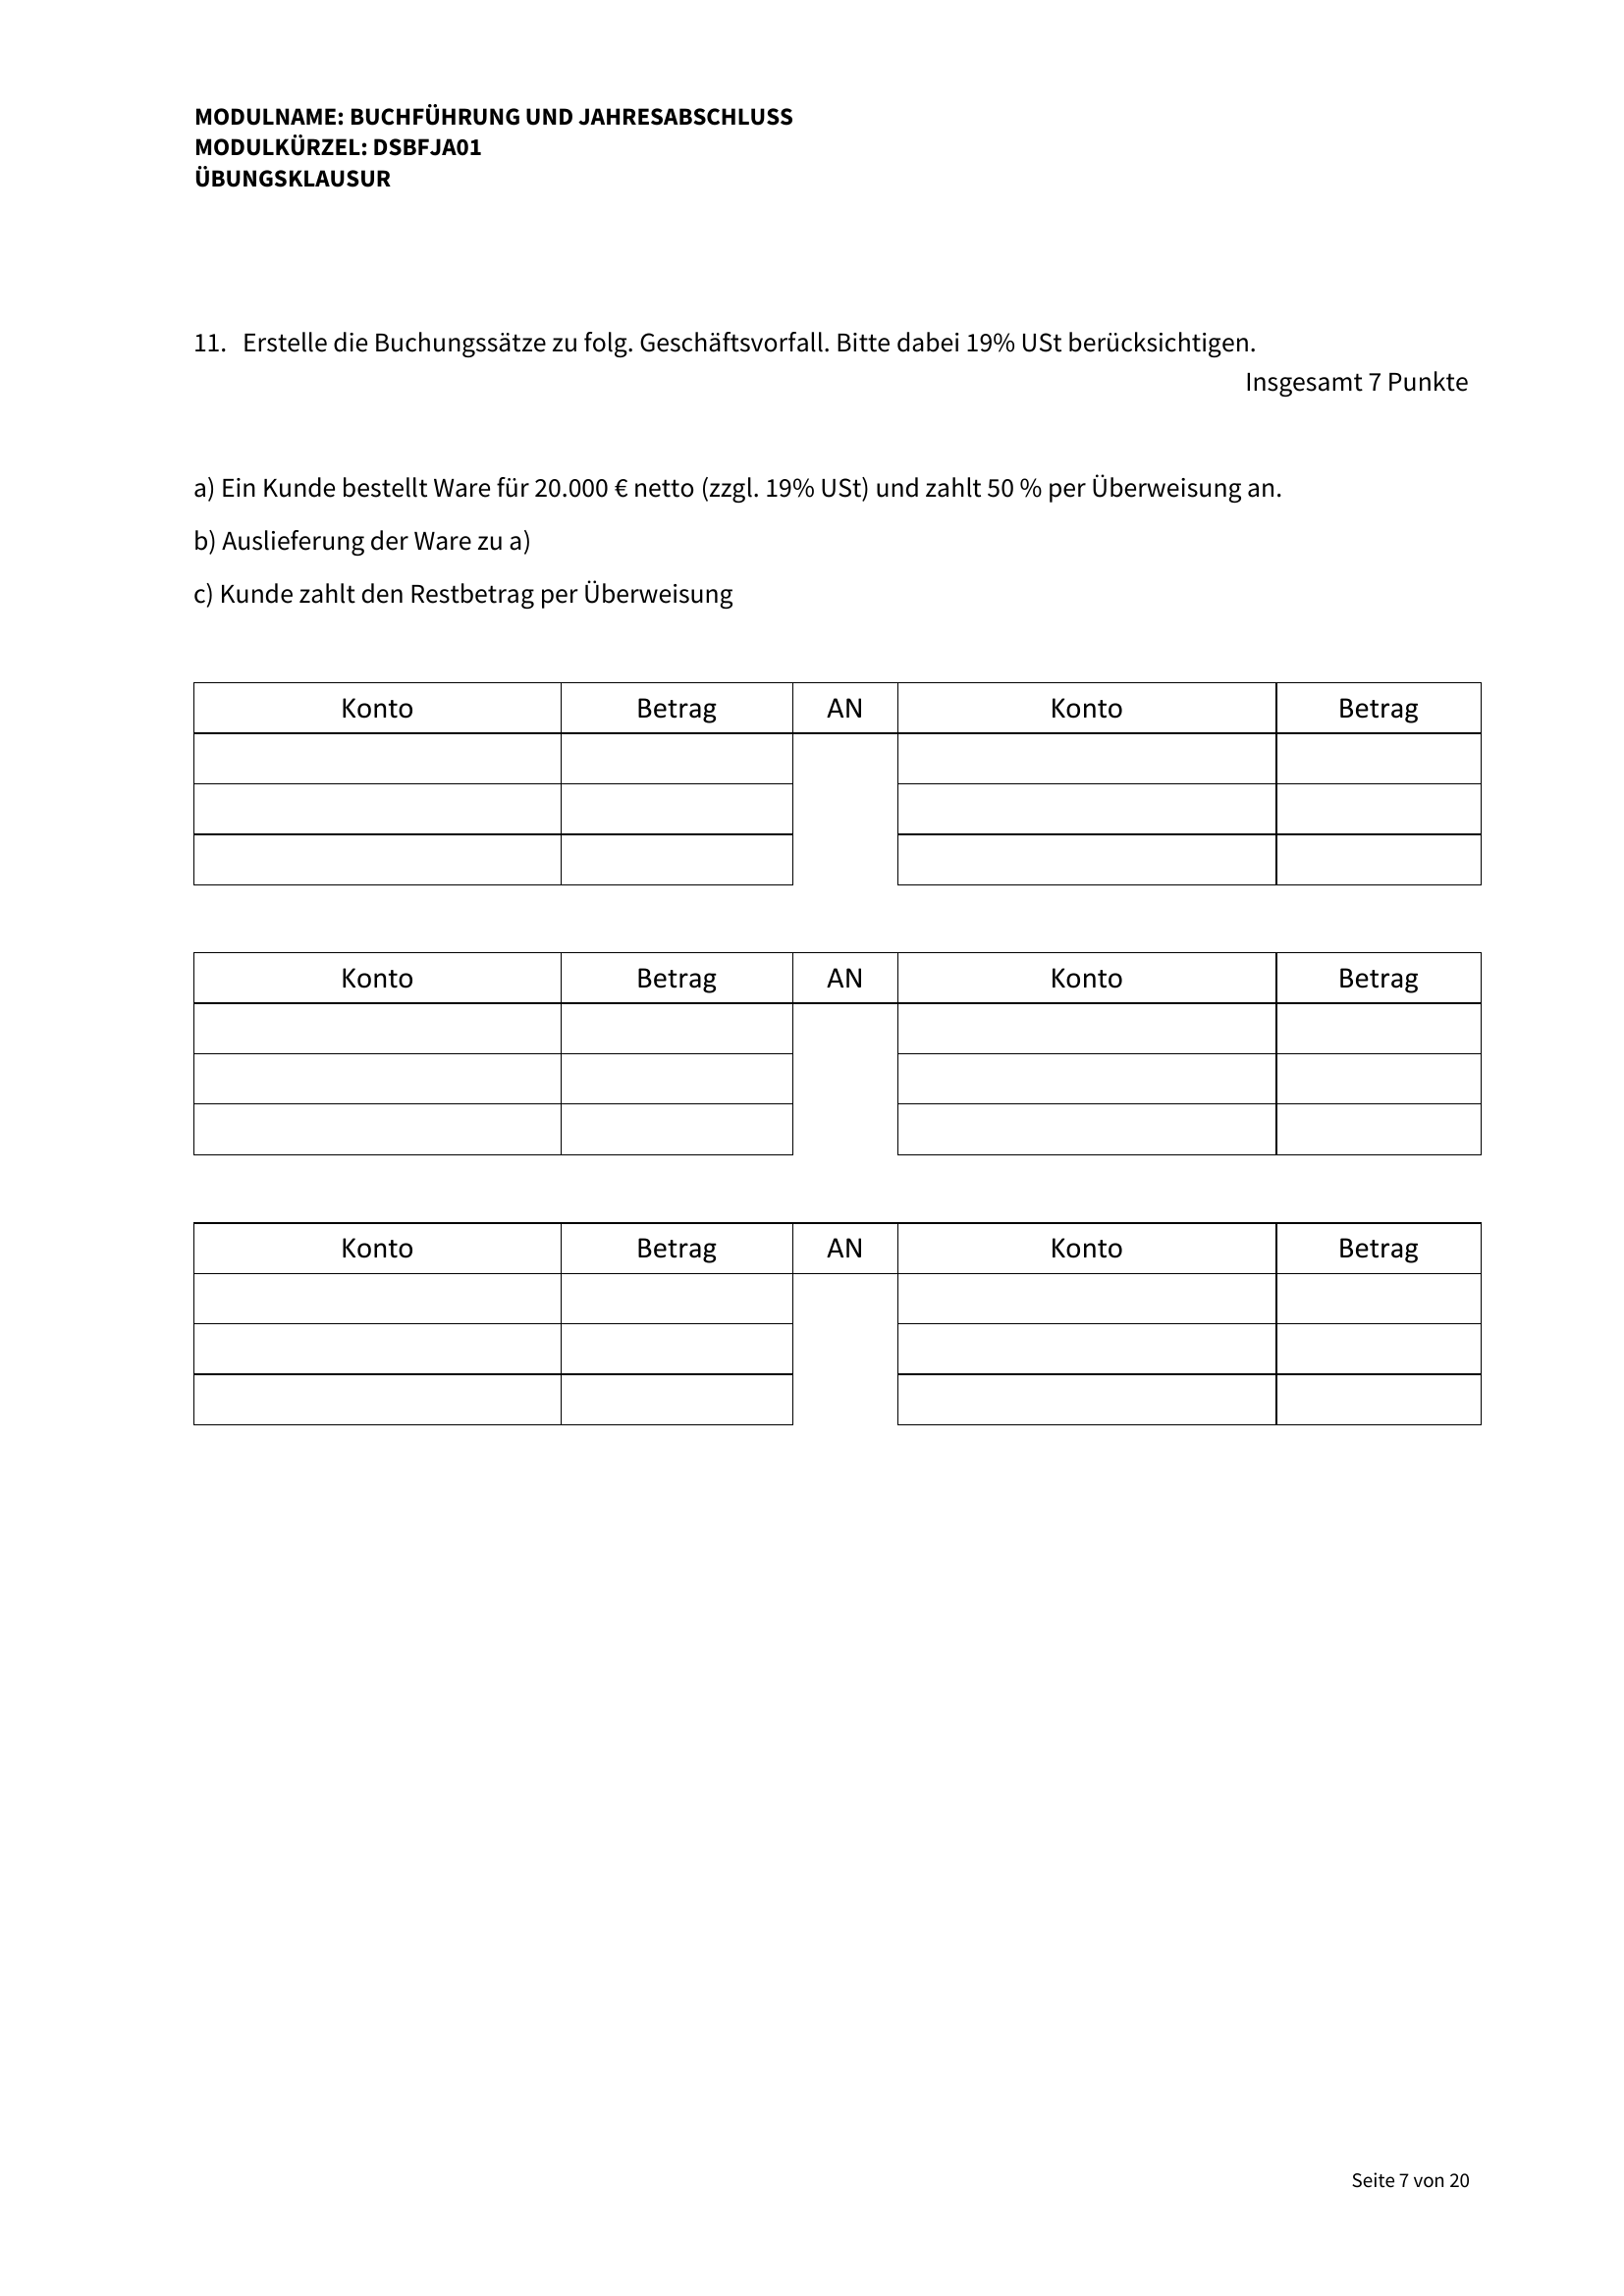 MODULNAME: BUCHFÜHRUNG UND JAHRESABSCHLUSS
MODULKÜRZEL: DSBFJA01
ÜBUNGSKLAUSUR
11. Erstelle die Buchungssätze zu folg. Geschäftsvorfall. Bitte dabei 19% USt berücksichtigen.
Insgesamt 7 Punkte
a) Ein Kunde bestellt Ware für 20.000 € netto (zzgl. 19% USt) und zahlt 50 % per Überweisung an.
b) Auslieferung der Ware zu a)
c) Kunde zahlt den Restbetrag per Überweisung
Konto Betrag AN Konto Betrag
Konto Betrag AN Konto Betrag
Konto Betrag AN Konto Betrag
Seite 7 von 20